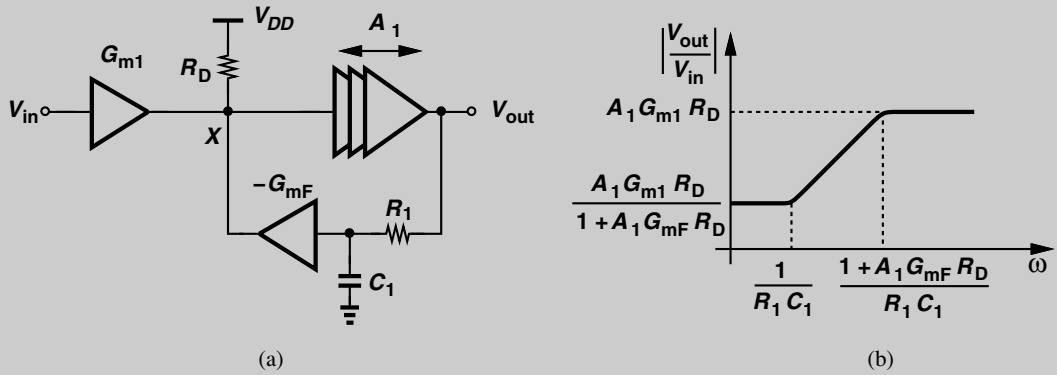 V_DD
A_1
G_m1
R_D
V_in
V_out
X
−G_mF
R_1
C_1
(a)
|V_out / V_in|
A_1 G_m1 R_D
A_1 G_m1 R_D
1 + A_1 G_mF R_D
1
R_1 C_1
1 + A_1 G_mF R_D
R_1 C_1
ω
(b)